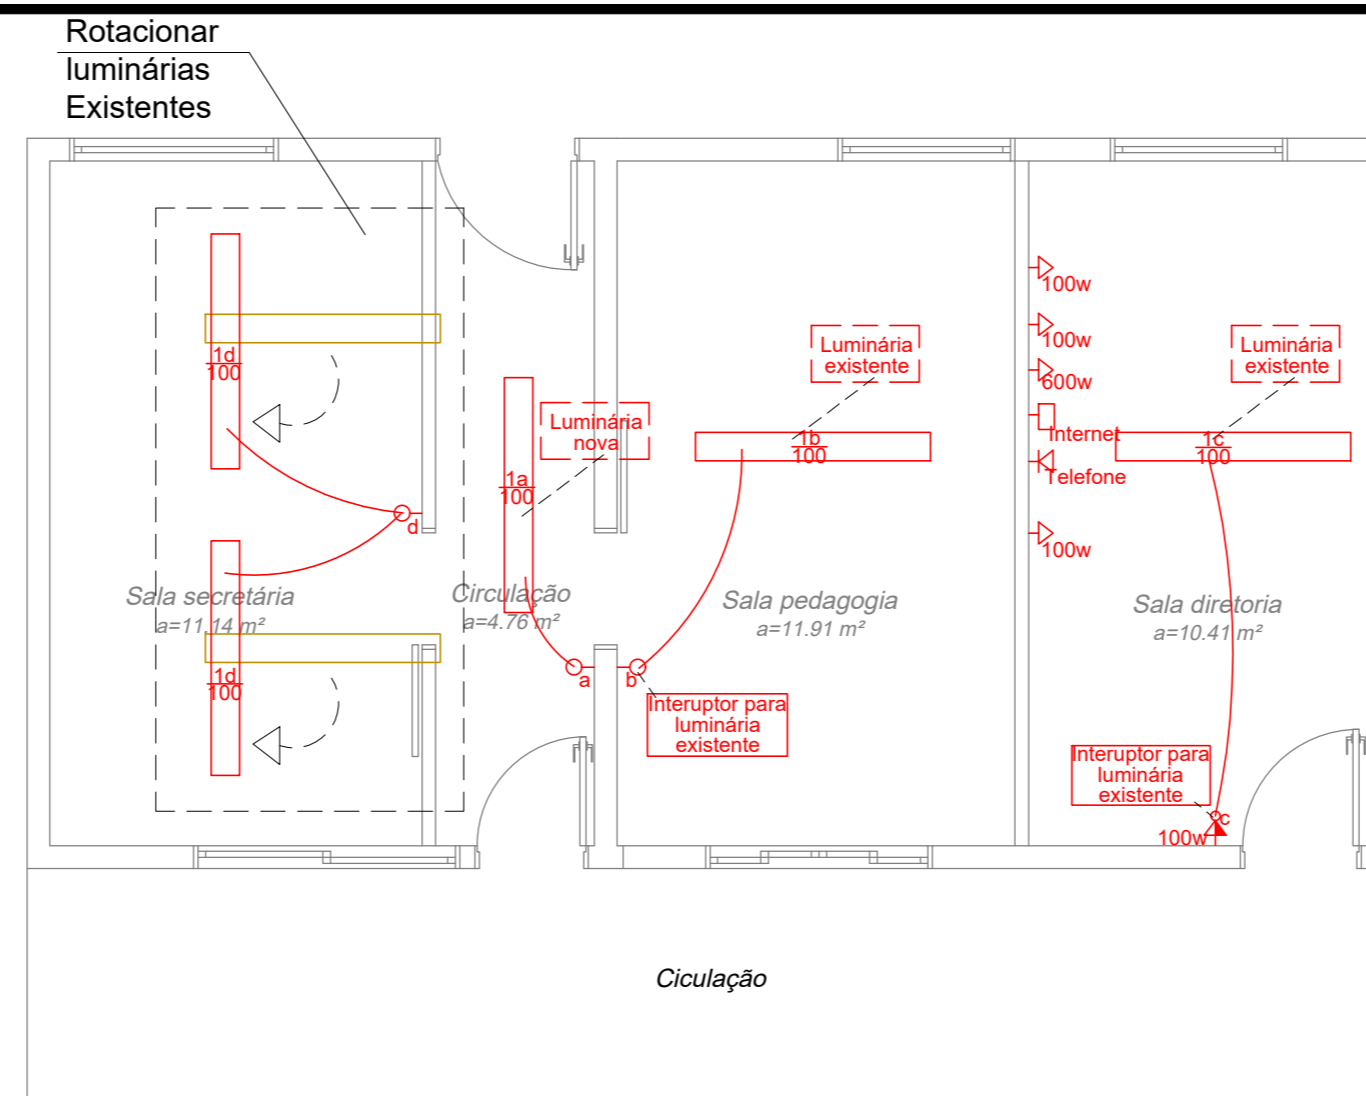 Rotacionar
luminárias
Existentes
1d
100
1d
100
d
Sala secretária
a=11.14 m²
Luminária
nova
1a
100
Circulação
a=4.76 m²
a
Luminária
existente
1b
100
Sala pedagogia
a=11.91 m²
b
Interuptor para
luminária
existente
100w
100w
600w
Internet
Telefone
100w
Luminária
existente
1c
100
Sala diretoria
a=10.41 m²
Interuptor para
luminária
existente
c
100w
Ciculação